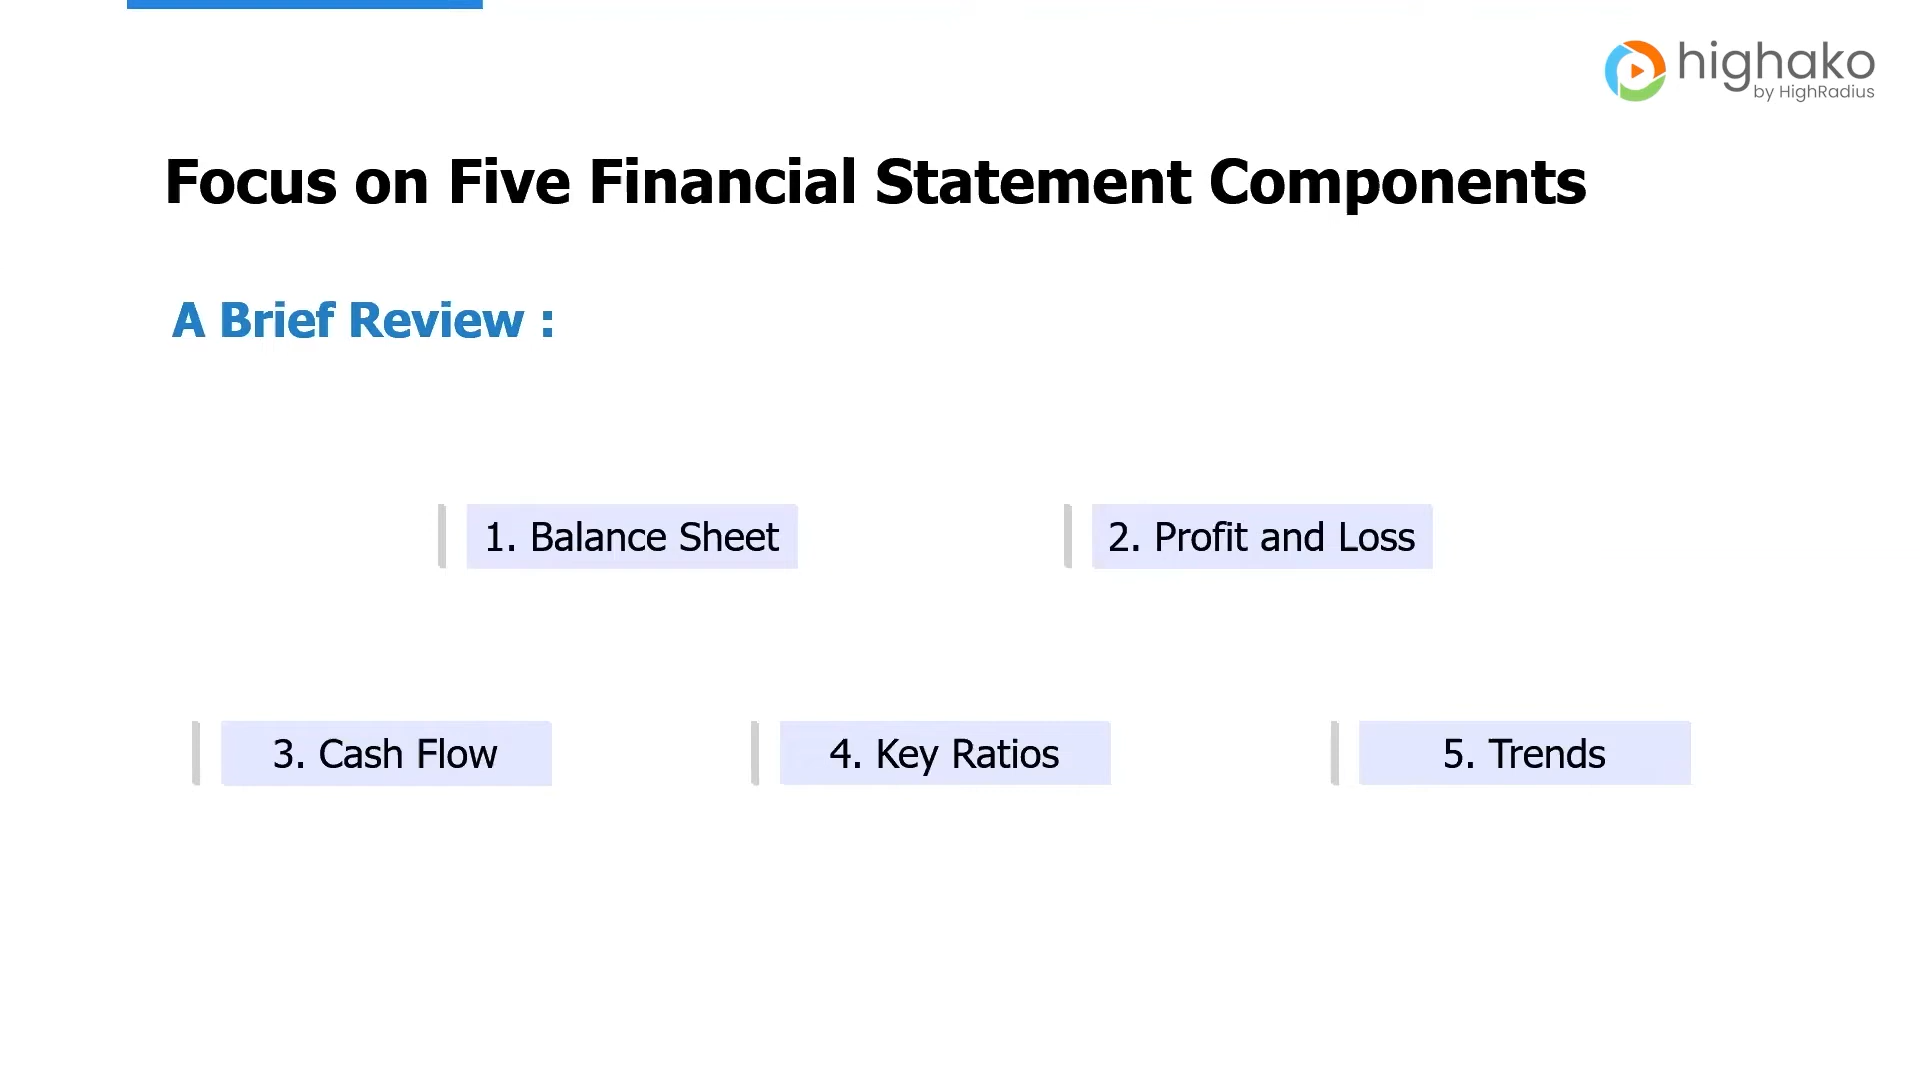 highako
by HighRadius
Focus on Five Financial Statement Components
A Brief Review :
1. Balance Sheet
2. Profit and Loss
3. Cash Flow
4. Key Ratios
5. Trends